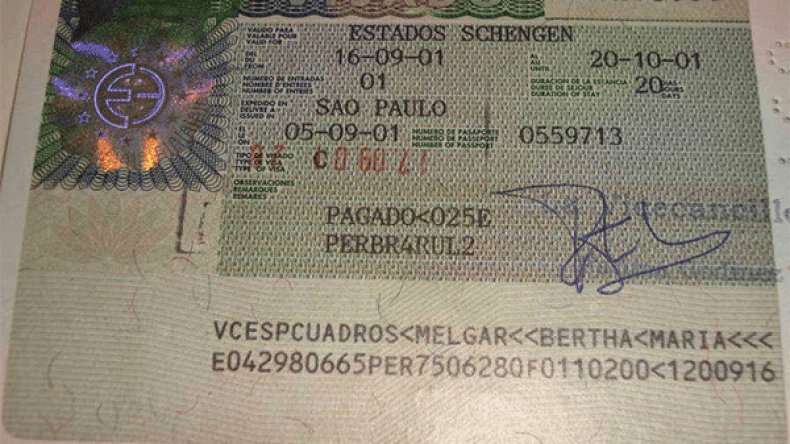 VALIDO PARA
VALABLE POUR
VALID FOR
ESTADOS SCHENGEN
DE
DU
FROM
16-09-01
AL
AU
UNTIL
20-10-01
NUMERO DE ENTRADAS
NOMBRE D'ENTREES
NUMBER OF ENTRIES
01
DURACION DE LA ESTANCIA
DUREE DE SEJOUR
DURATION OF STAY
20
DIAS
JOURS
DAYS
EXPEDIDO EN
DELIVRE A
ISSUED IN
SAO PAULO
EL
LE
ON
05-09-01
NUMERO DE PASAPORTE
NUMERO DE PASSEPORT
NUMBER OF PASSPORT
0559713
TIPO DE VISADO
TYPE DE VISA
TYPE OF VISA
C
OBSERVACIONES
REMARQUES
REMARKS
PAGADO<025E
PERBR4RUL2
VCESPCUADROS<MELGAR<<BERTHA<MARIA<<<
E042980665PER7506280F0110200<1200916